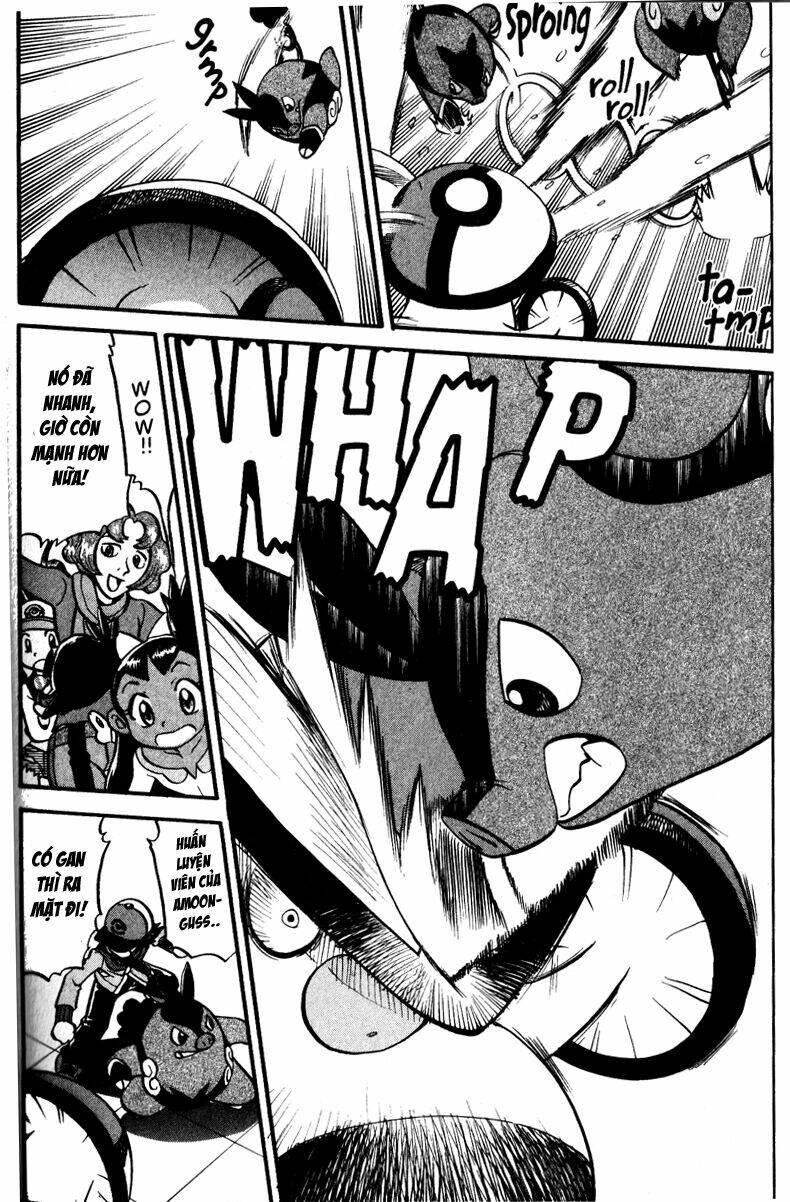 Sproing
roll
roll
ta-
tmp
grmp
WHAP
WOW!!
NÓ ĐÃ
NHANH,
GIỜ CÒN
MẠNH HƠN
NỮA!
HUẤN
LUYỆN
VIÊN CỦA
AMOON-
GUSS..
CÓ GAN
THÌ RA
MẶT ĐI!